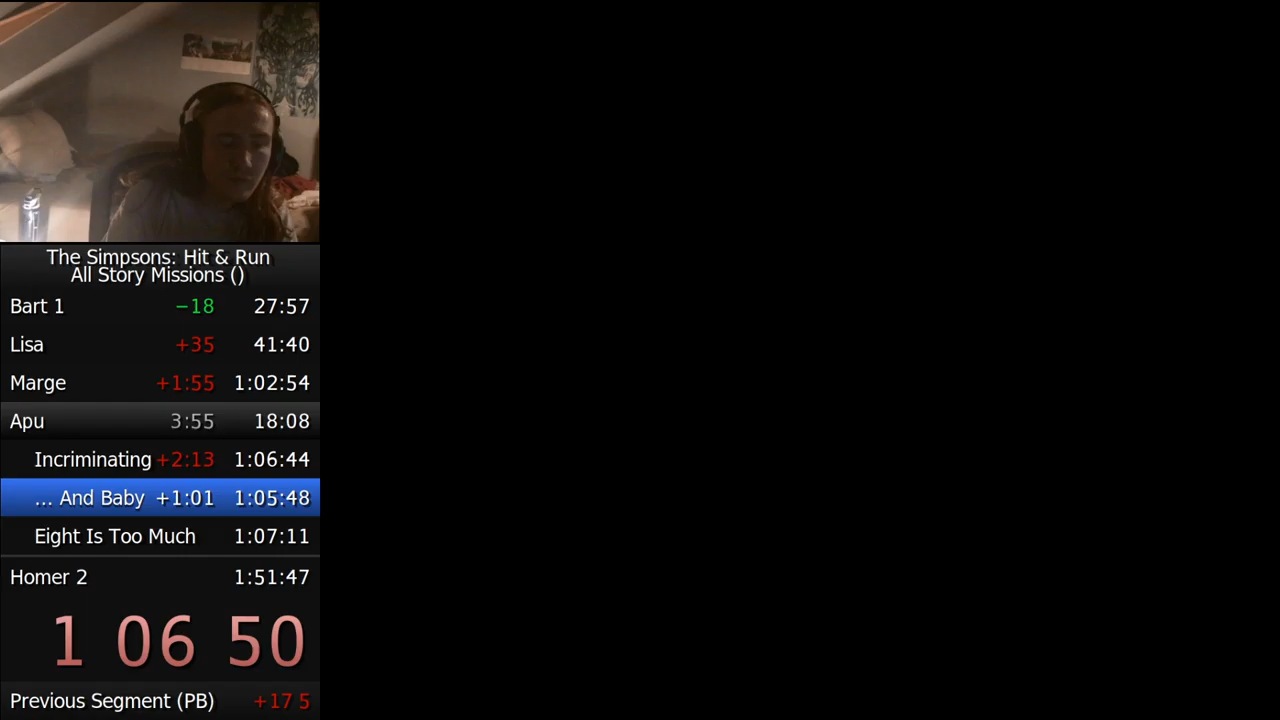 The Simpsons: Hit & Run
All Story Missions ()
Bart 1 −18 27:57
Lisa +35 41:40
Marge +1:55 1:02:54
Apu 3:55 18:08
Incriminating +2:13 1:06:44
... And Baby +1:01 1:05:48
Eight Is Too Much 1:07:11
Homer 2 1:51:47
1 06 50
Previous Segment (PB) +17 5